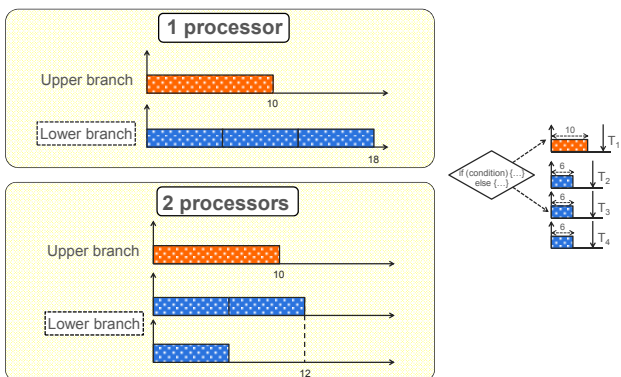 1 processor
Upper branch
10
Lower branch
18
2 processors
Upper branch
10
Lower branch
12
if (condition) {…}
else {…}
10
T1
6
T2
6
T3
6
T4